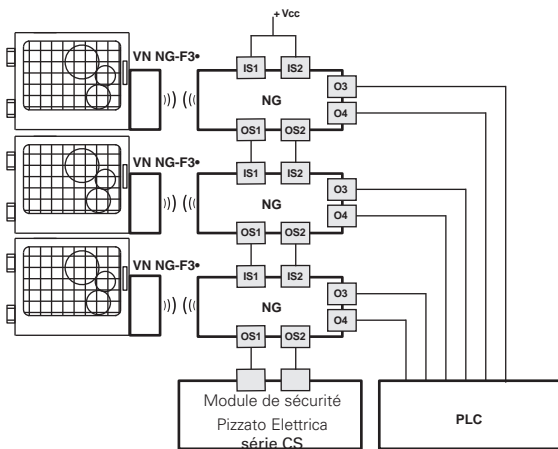 + Vcc
VN NG-F3•
IS1 IS2
NG
O3
O4
OS1 OS2
VN NG-F3•
IS1 IS2
NG
O3
O4
OS1 OS2
VN NG-F3•
IS1 IS2
NG
O3
O4
OS1 OS2
Module de sécurité
Pizzato Elettrica
série CS
PLC